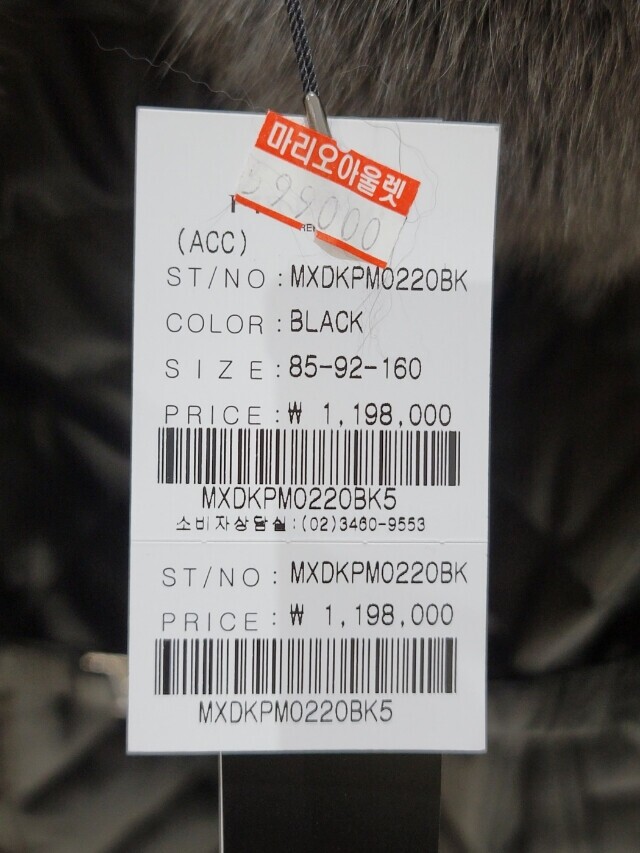 마리오아울렛
599000
(ACC)
ST/NO : MXDKPM0220BK
COLOR : BLACK
SIZE : 85-92-160
PRICE : ₩ 1,198,000
MXDKPM0220BK5
소비자상담실:(02)3460-9553
ST/NO : MXDKPM0220BK
PRICE : ₩ 1,198,000
MXDKPM0220BK5